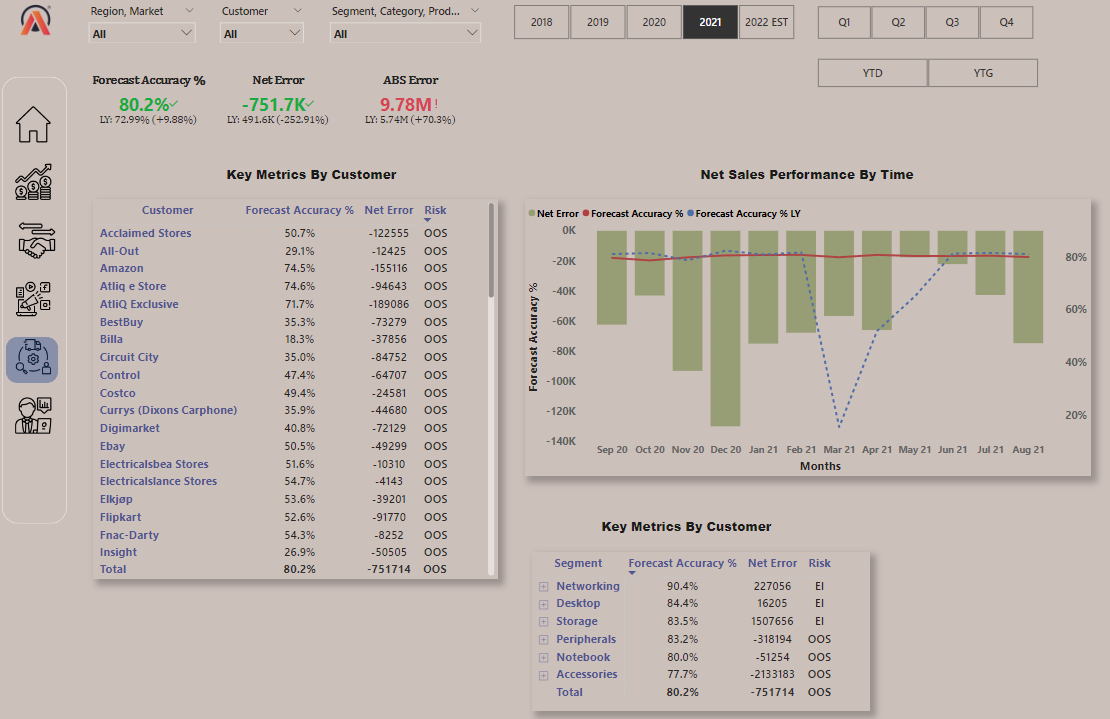 Region, Market Customer Segment, Category, Prod...
All All All
2018 2019 2020 2021 2022 EST
Q1 Q2 Q3 Q4
YTD YTG
Forecast Accuracy % Net Error ABS Error
80.2% -751.7K 9.78M!
LY: 72.99% (+9.88%) LY: 491.6K (-252.91%) LY: 5.74M (+70.3%)
Key Metrics By Customer
Customer Forecast Accuracy % Net Error Risk
Acclaimed Stores 50.7% -122555 OOS
All-Out 29.1% -12425 OOS
Amazon 74.5% -155116 OOS
Atliq e Store 74.6% -94643 OOS
AtliQ Exclusive 71.7% -189086 OOS
BestBuy 35.3% -73279 OOS
Billa 18.3% -37856 OOS
Circuit City 35.0% -84752 OOS
Control 47.4% -64707 OOS
Costco 49.4% -24581 OOS
Currys (Dixons Carphone) 35.9% -44680 OOS
Digimarket 40.8% -72129 OOS
Ebay 50.5% -49299 OOS
Electricalsbea Stores 51.6% -10310 OOS
Electricalslance Stores 54.7% -4143 OOS
Elkjøp 53.6% -39201 OOS
Flipkart 52.6% -91770 OOS
Fnac-Darty 54.3% -8252 OOS
Insight 26.9% -50505 OOS
Total 80.2% -751714 OOS
Net Sales Performance By Time
Net Error Forecast Accuracy % Forecast Accuracy % LY
Forecast Accuracy %
0K
-20K
-40K
-60K
-80K
-100K
-120K
-140K
80%
60%
40%
20%
Sep 20 Oct 20 Nov 20 Dec 20 Jan 21 Feb 21 Mar 21 Apr 21 May 21 Jun 21 Jul 21 Aug 21
Months
Key Metrics By Customer
Segment Forecast Accuracy % Net Error Risk
Networking 90.4% 227056 EI
Desktop 84.4% 16205 EI
Storage 83.5% 1507656 EI
Peripherals 83.2% -318194 OOS
Notebook 80.0% -51254 OOS
Accessories 77.7% -2133183 OOS
Total 80.2% -751714 OOS